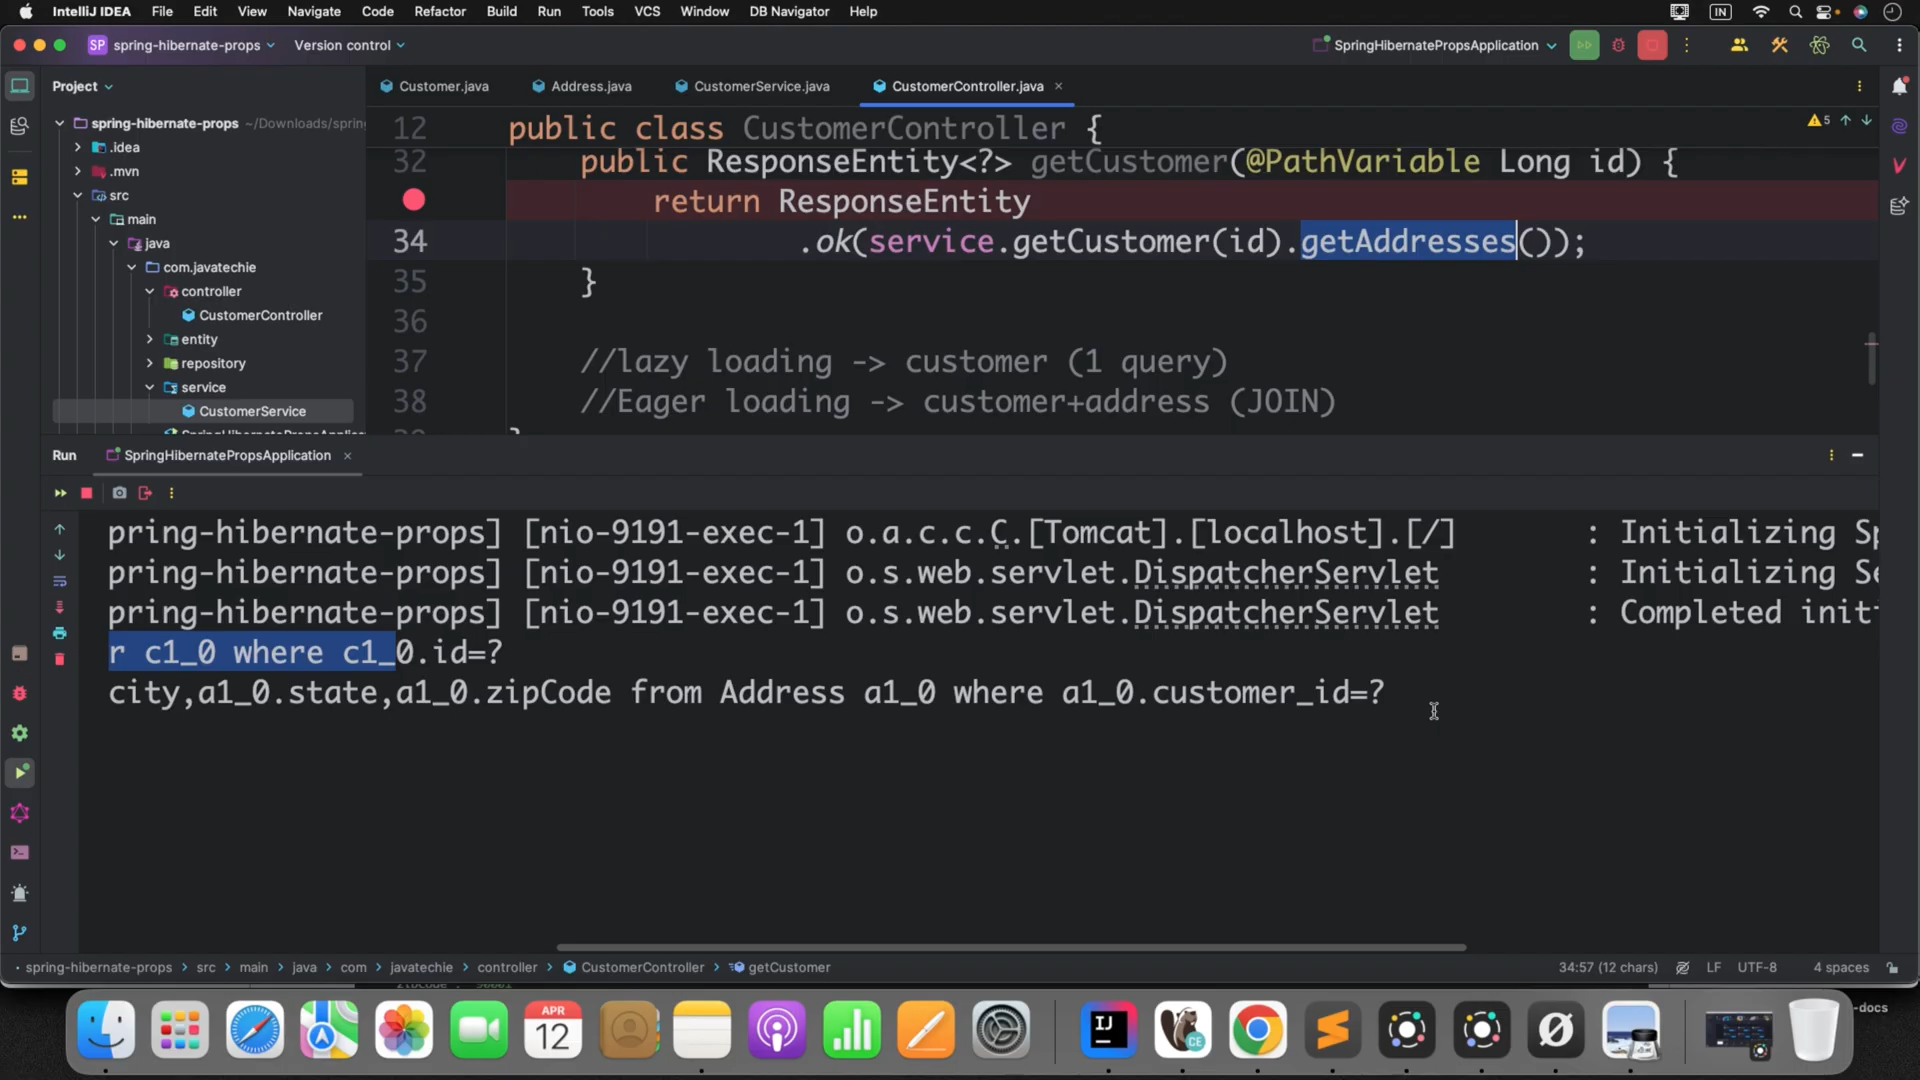 IntelliJ IDEA File Edit View Navigate Code Refactor Build Run Tools VCS Window DB Navigator Help IN
SP spring-hibernate-props Version control SpringHibernatePropsApplication
Project Customer.java Address.java CustomerService.java CustomerController.java
spring-hibernate-props ~/Downloads/sprin
.idea
.mvn
src
main
java
com.javatechie
controller
CustomerController
entity
repository
service
CustomerService
SpringHibernatePropsApplic
5
12 public class CustomerController {
32 public ResponseEntity<?> getCustomer(@PathVariable Long id) {
return ResponseEntity
34 .ok(service.getCustomer(id).getAddresses());
35 }
36
37 //lazy loading -> customer (1 query)
38 //Eager loading -> customer+address (JOIN)
Run SpringHibernatePropsApplication
pring-hibernate-props] [nio-9191-exec-1] o.a.c.c.C.[Tomcat].[localhost].[/] : Initializing Sp
pring-hibernate-props] [nio-9191-exec-1] o.s.web.servlet.DispatcherServlet : Initializing Se
pring-hibernate-props] [nio-9191-exec-1] o.s.web.servlet.DispatcherServlet : Completed init
r c1_0 where c1_0.id=?
city,a1_0.state,a1_0.zipCode from Address a1_0 where a1_0.customer_id=?
spring-hibernate-props > src > main > java > com > javatechie > controller > CustomerController > getCustomer 34:57 (12 chars) LF UTF-8 4 spaces
APR
12
IJ
CE
-docs